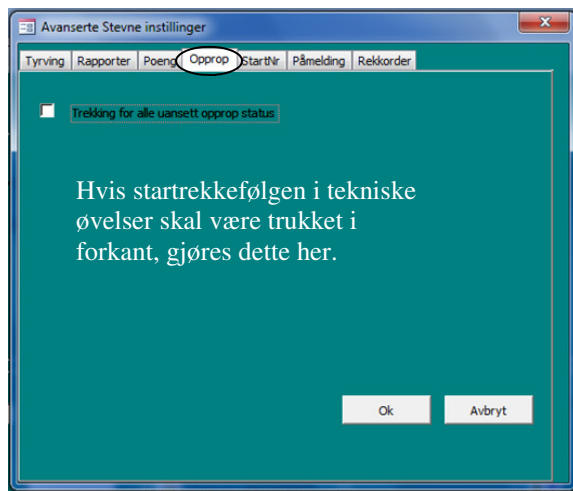 Avanserte Stevne instillinger
Tyrving Rapporter Poeng Opprop StartNr Påmelding Rekkorder
Trekking for alle uansett opprop status
Hvis startrekkefølgen i tekniske
øvelser skal være trukket i
forkant, gjøres dette her.
Ok Avbryt